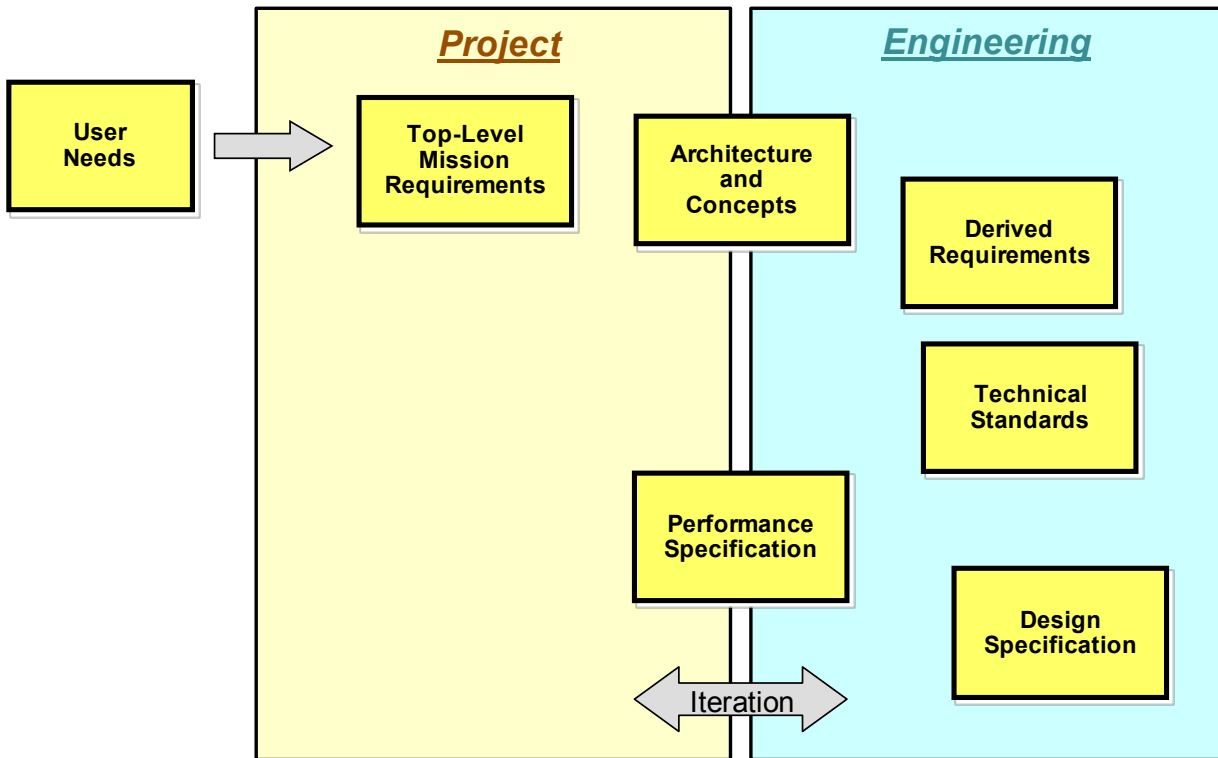 Project
Engineering
User
Needs
Top-Level
Mission
Requirements
Architecture
and
Concepts
Derived
Requirements
Technical
Standards
Performance
Specification
Design
Specification
Iteration